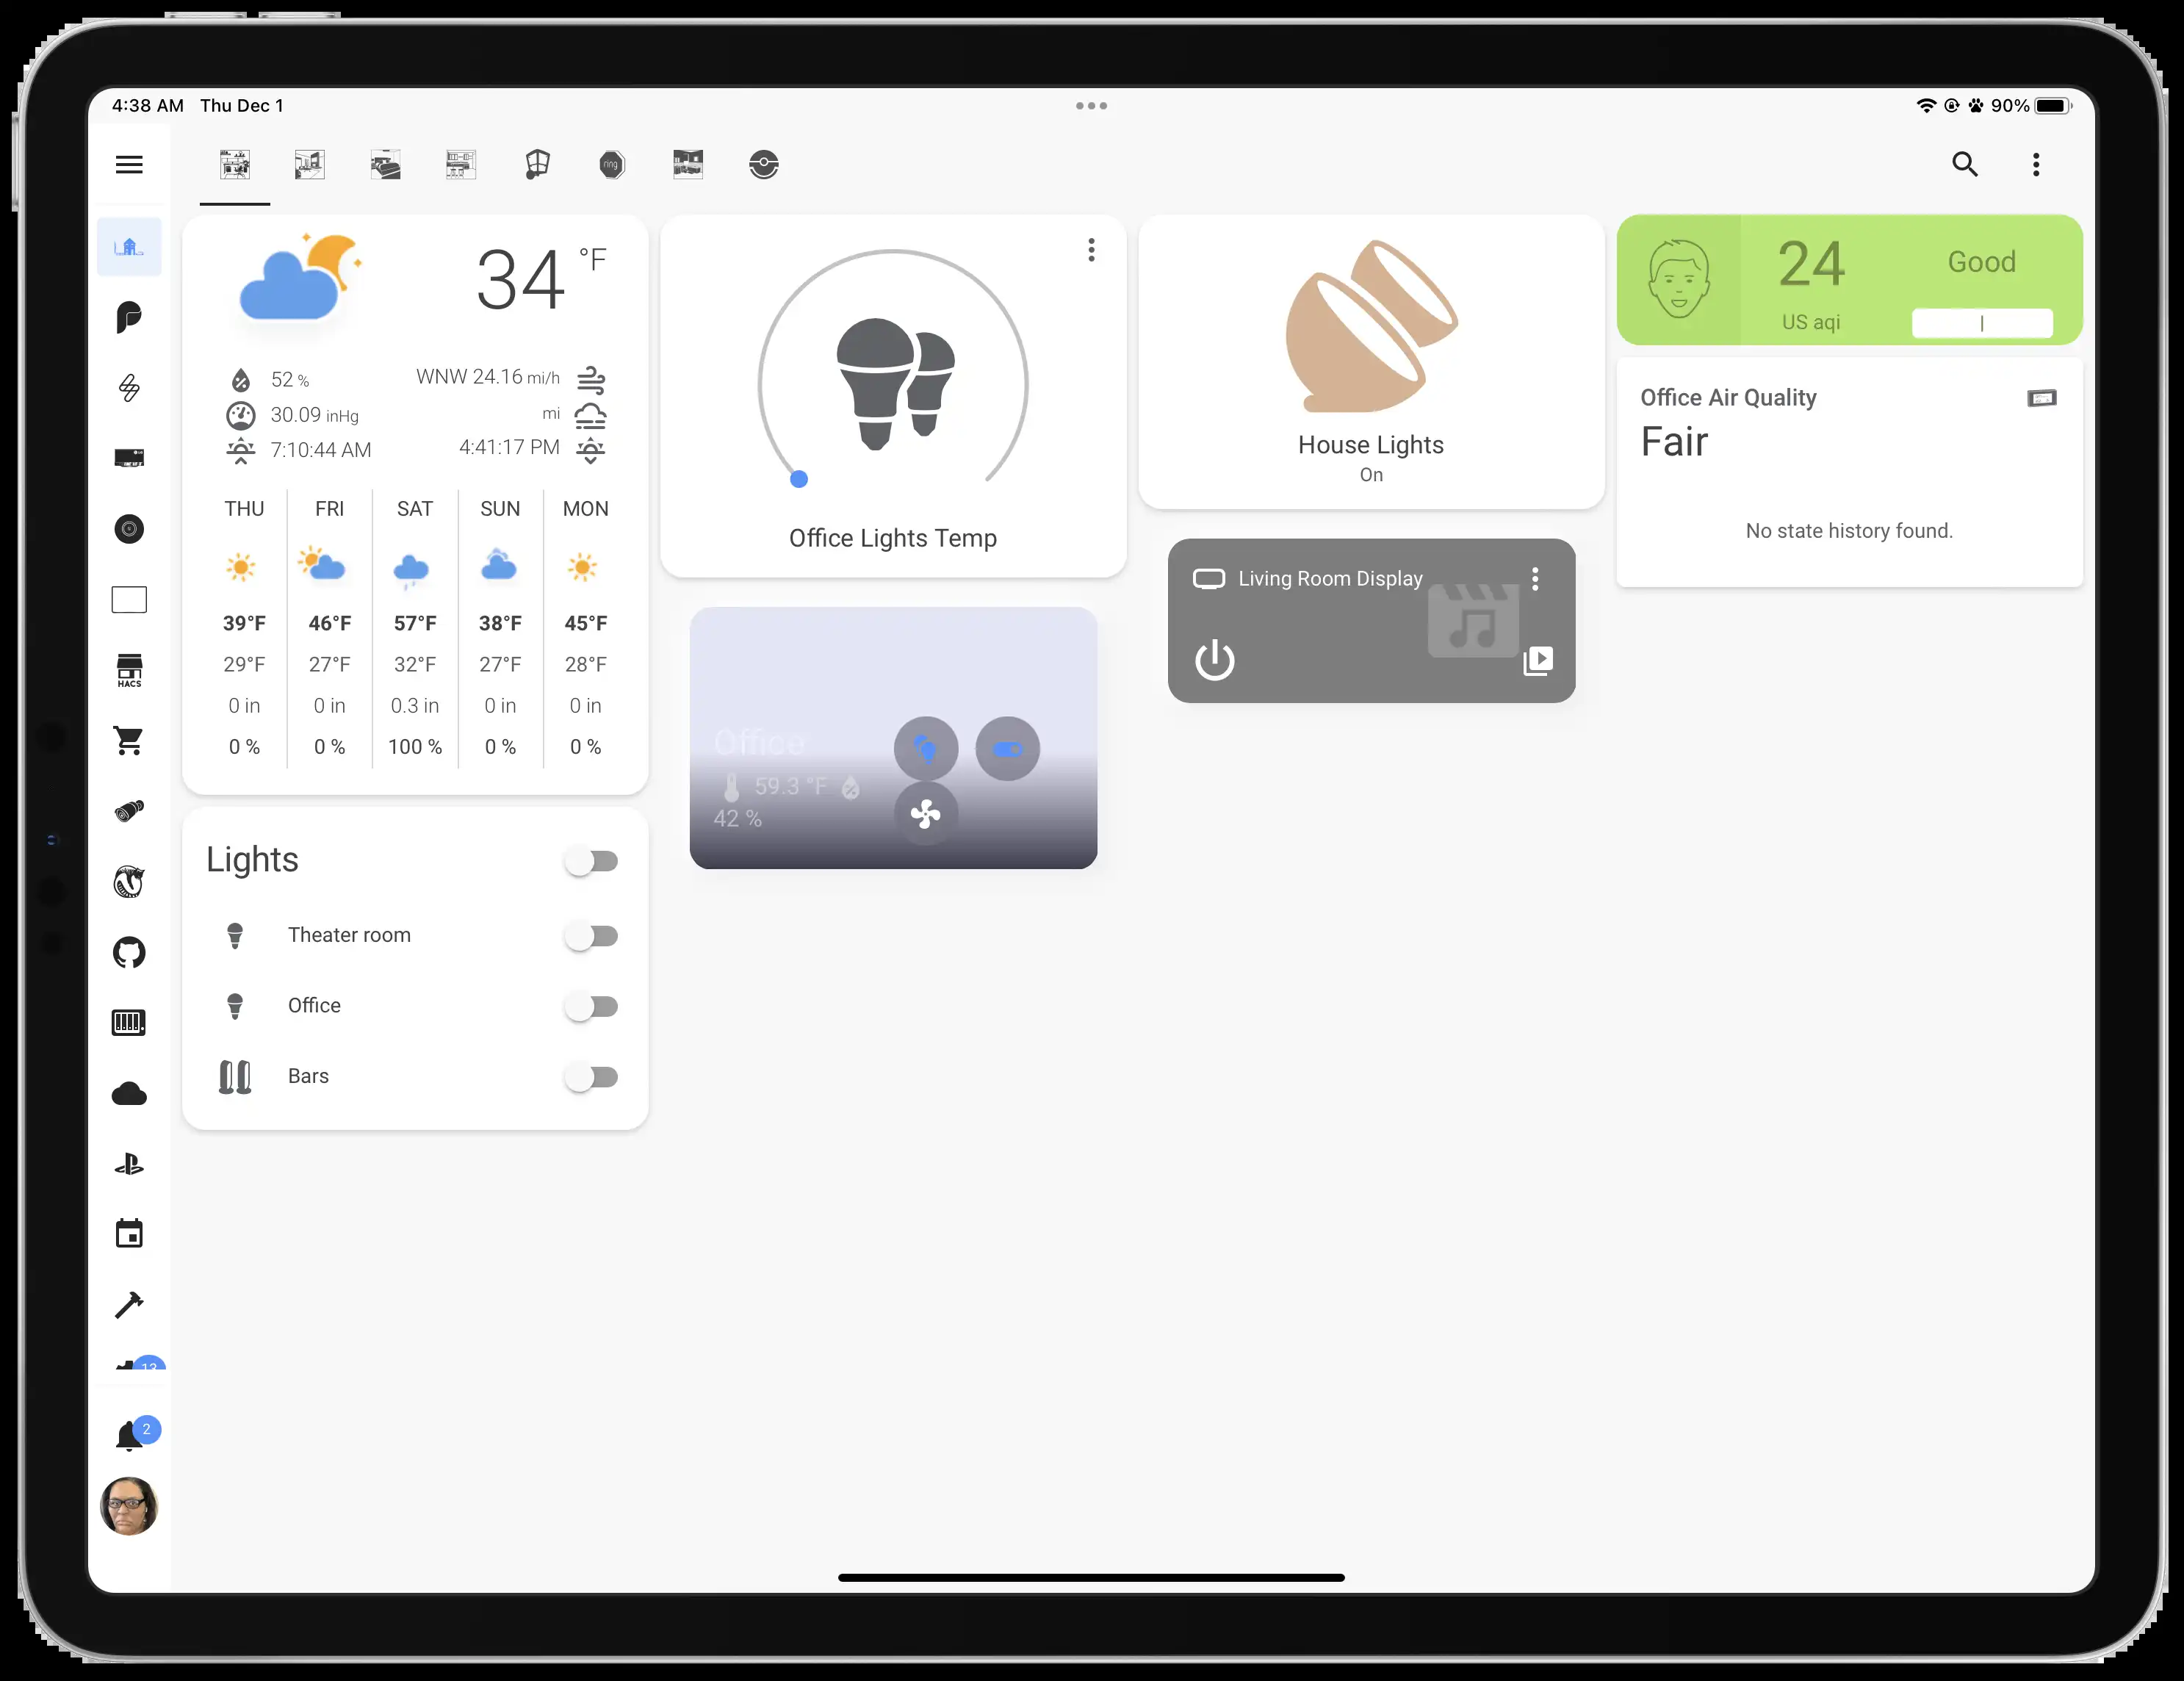 4:38 AM Thu Dec 1
90%
ring
34 °F
52 %
WNW 24.16 mi/h
30.09 inHg
mi
7:10:44 AM
4:41:17 PM
THU FRI SAT SUN MON
39°F 46°F 57°F 38°F 45°F
29°F 27°F 32°F 27°F 28°F
0 in 0 in 0.3 in 0 in 0 in
0 % 0 % 100 % 0 % 0 %
Lights
Theater room
Office
Bars
Office Lights Temp
Office
59.3 °F
42 %
House Lights
On
Living Room Display
24
Good
US aqi
Office Air Quality
Fair
No state history found.
HACS
13
2